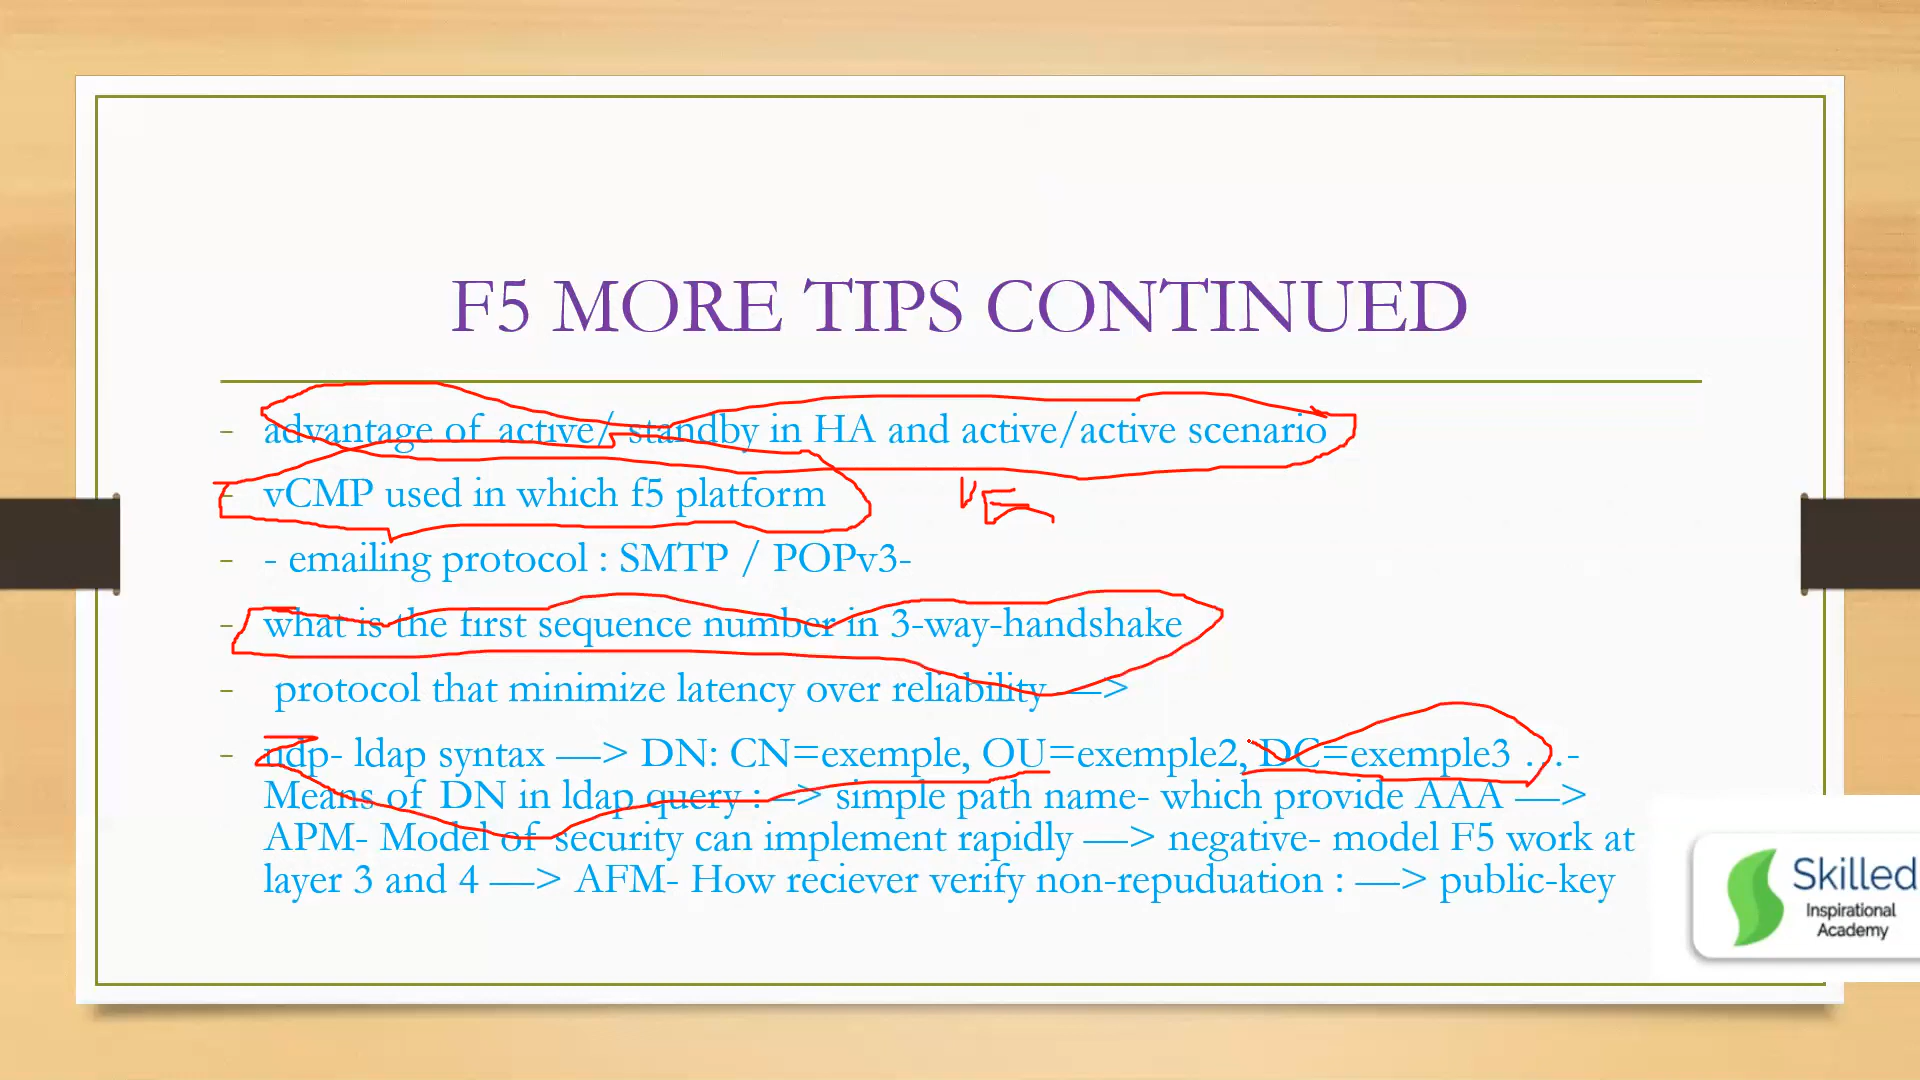 F5 MORE TIPS CONTINUED
- advantage of active/ standby in HA and active/active scenario
- vCMP used in which f5 platform
- - emailing protocol : SMTP / POPv3-
- what is the first sequence number in 3-way-handshake
- protocol that minimize latency over reliability —>
- udp- ldap syntax —> DN: CN=exemple, OU=exemple2, DC=exemple3 …-
Means of DN in ldap query : —> simple path name- which provide AAA —>
APM- Model of security can implement rapidly —> negative- model F5 work at
layer 3 and 4 —> AFM- How reciever verify non-repuduation : —> public-key
Skilled
Inspirational
Academy